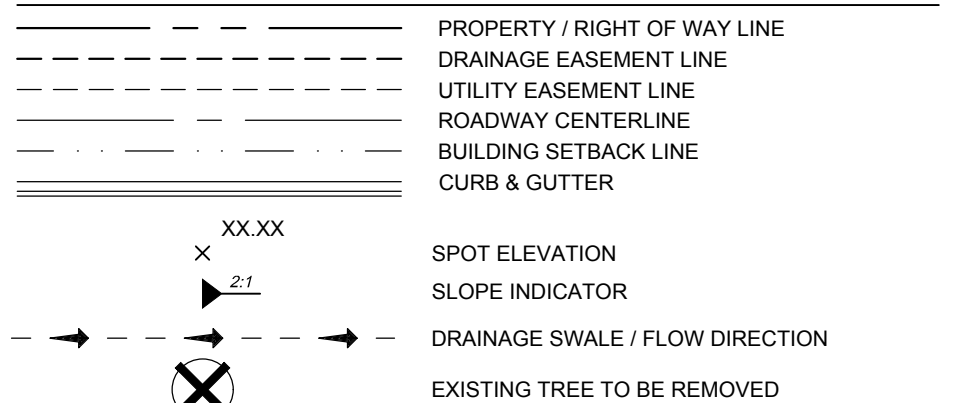 PROPERTY / RIGHT OF WAY LINE
DRAINAGE EASEMENT LINE
UTILITY EASEMENT LINE
ROADWAY CENTERLINE
BUILDING SETBACK LINE
CURB & GUTTER
XX.XX
SPOT ELEVATION
2:1
SLOPE INDICATOR
DRAINAGE SWALE / FLOW DIRECTION
EXISTING TREE TO BE REMOVED